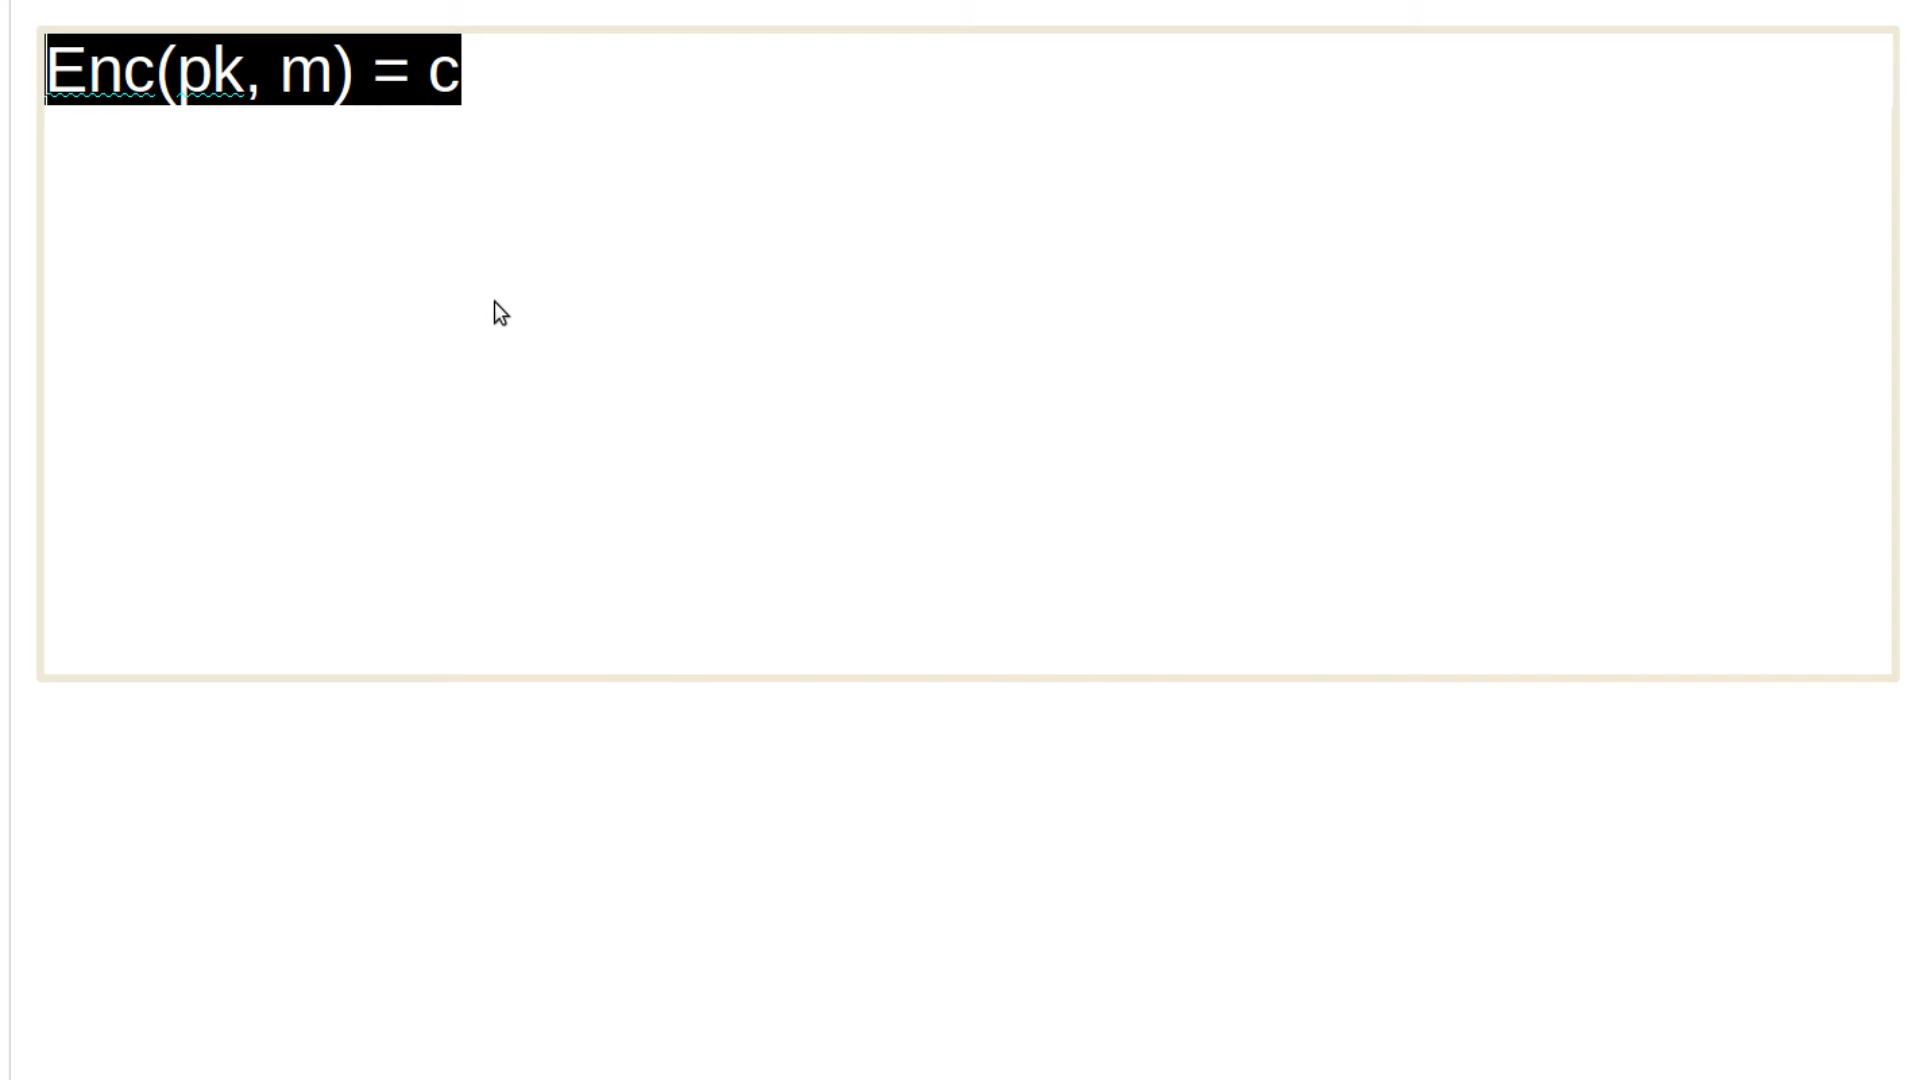 Enc(pk, m) = c